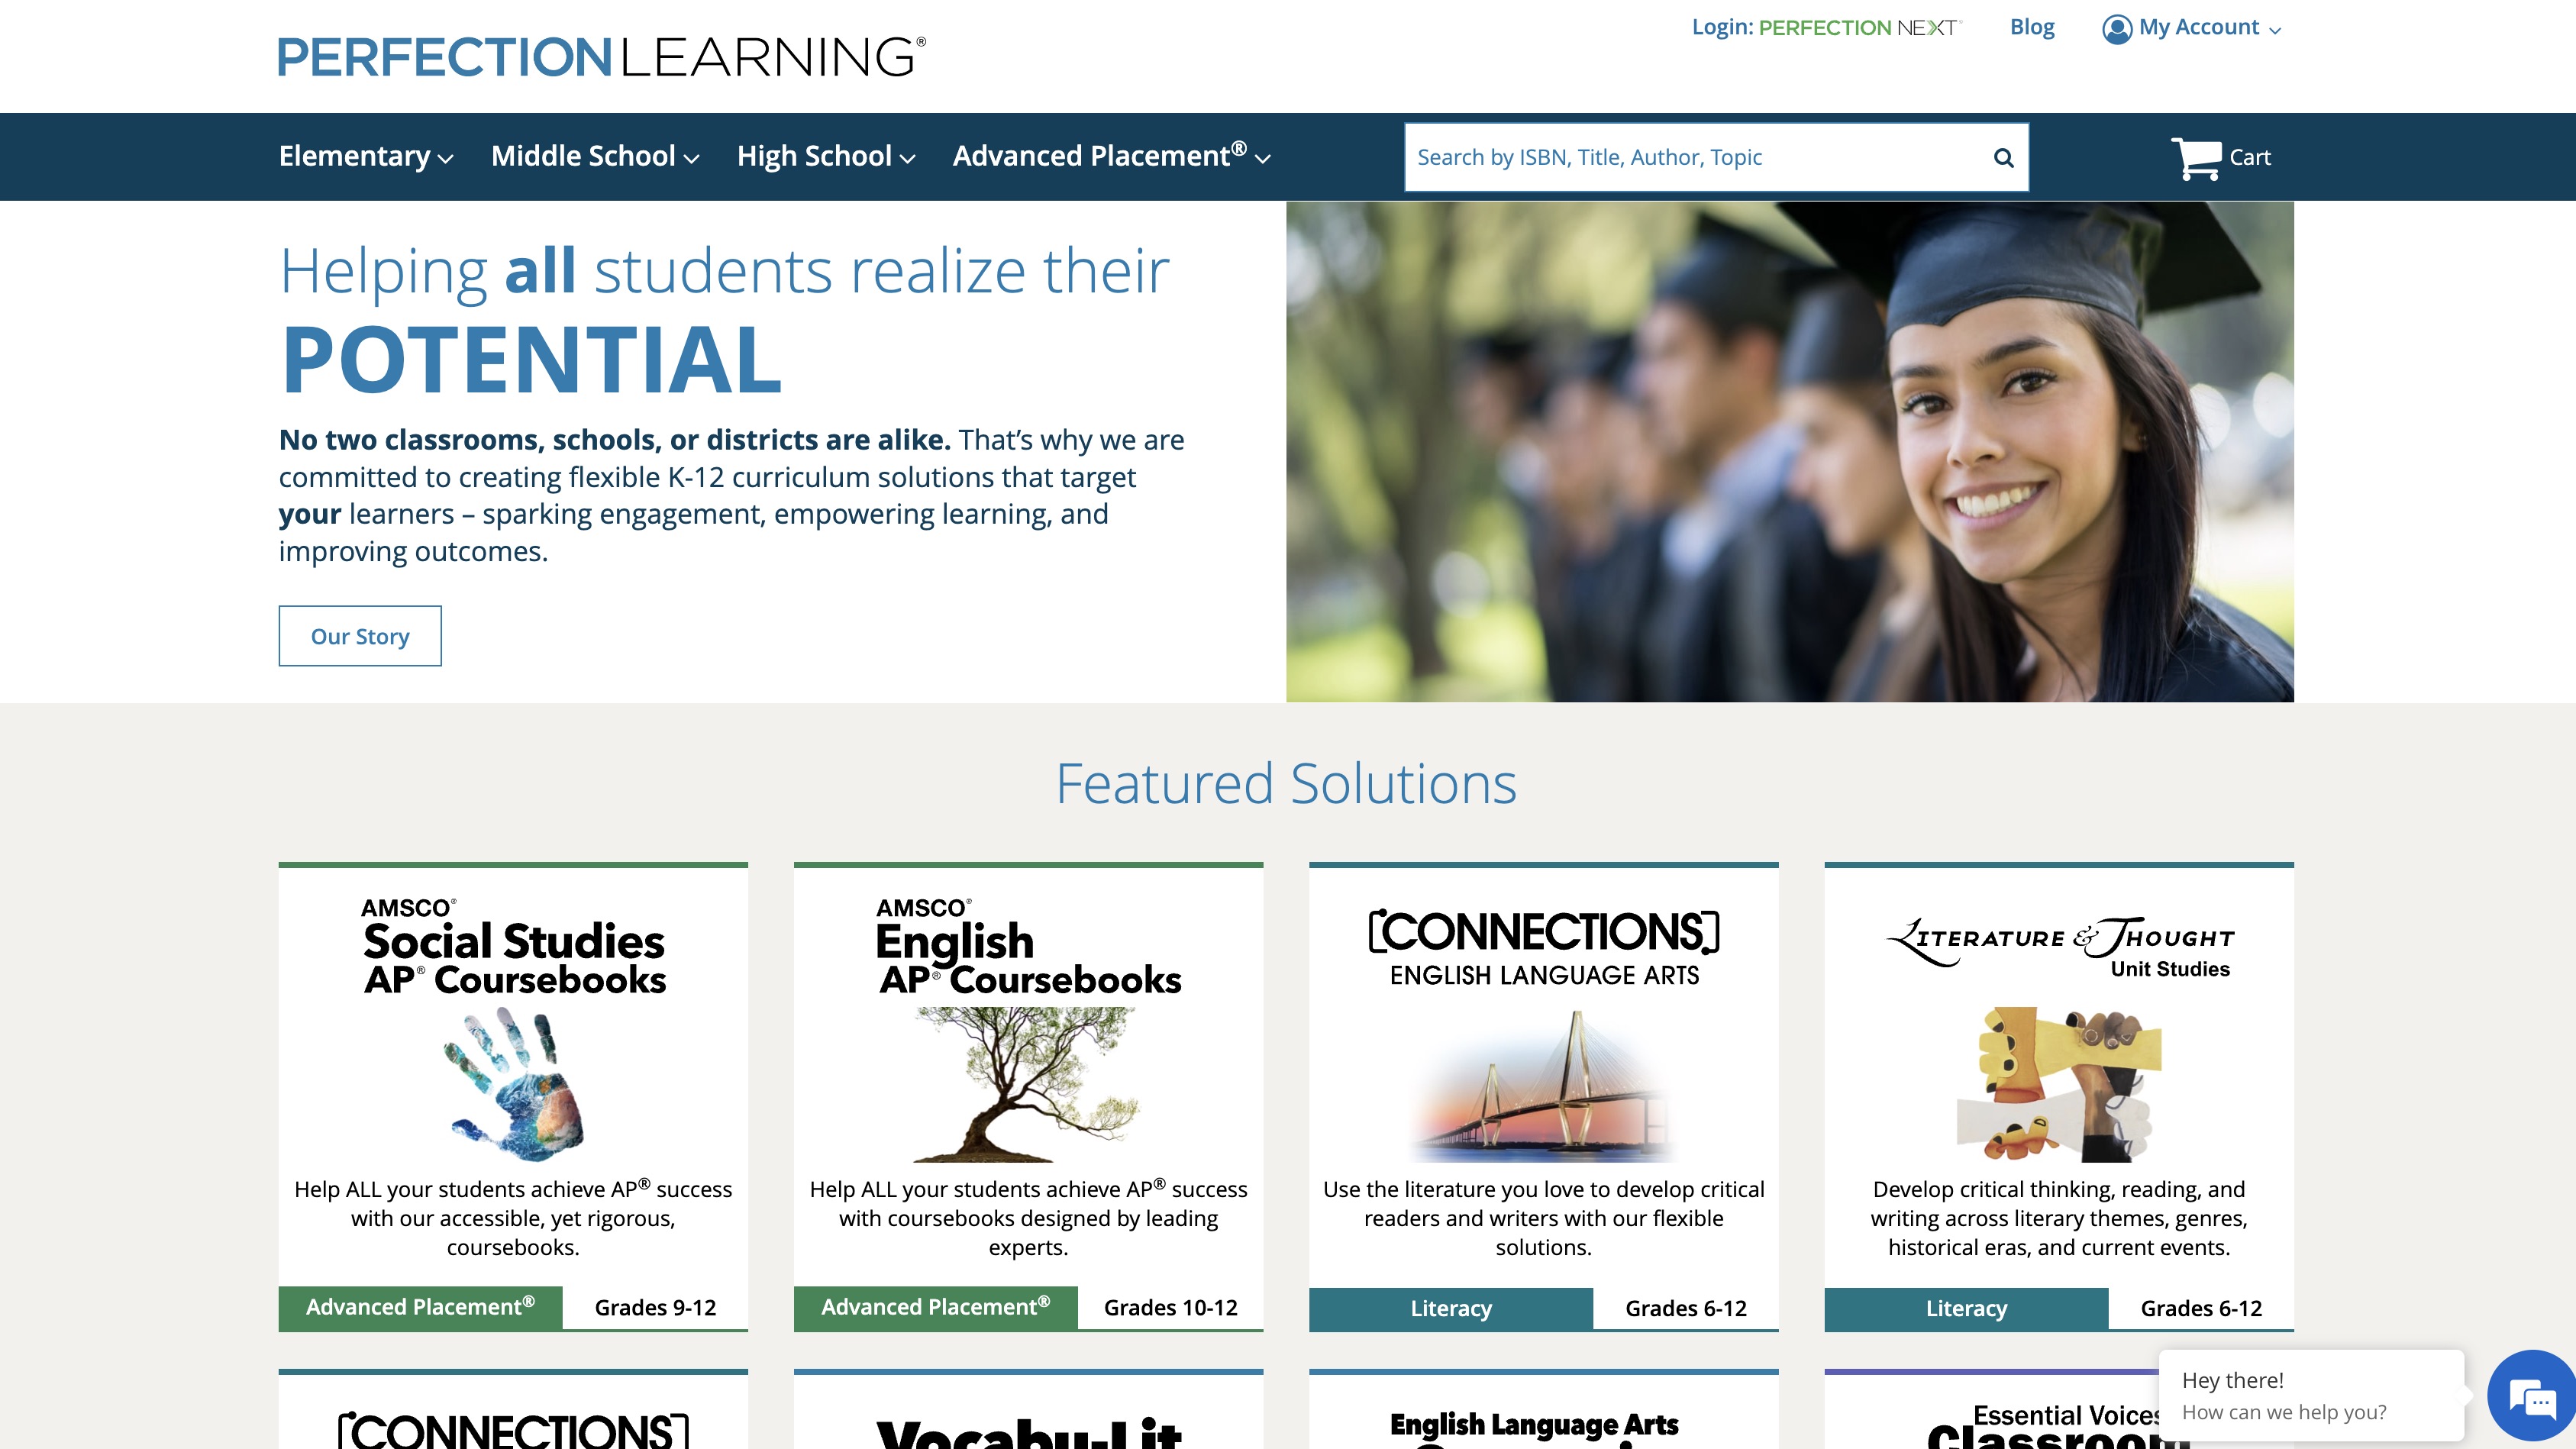 Login: PERFECTION NEXT® Blog My Account
PERFECTION LEARNING®
Elementary Middle School High School Advanced Placement® Search by ISBN, Title, Author, Topic Cart
Helping all students realize their
POTENTIAL
No two classrooms, schools, or districts are alike. That’s why we are
committed to creating flexible K-12 curriculum solutions that target
your learners – sparking engagement, empowering learning, and
improving outcomes.
Our Story
Featured Solutions
AMSCO®
Social Studies
AP® Coursebooks
Help ALL your students achieve AP® success
with our accessible, yet rigorous,
coursebooks.
Advanced Placement® Grades 9-12
AMSCO®
English
AP® Coursebooks
Help ALL your students achieve AP® success
with coursebooks designed by leading
experts.
Advanced Placement® Grades 10-12
CONNECTIONS
ENGLISH LANGUAGE ARTS
Use the literature you love to develop critical
readers and writers with our flexible
solutions.
Literacy Grades 6-12
LITERATURE & THOUGHT
Unit Studies
Develop critical thinking, reading, and
writing across literary themes, genres,
historical eras, and current events.
Literacy Grades 6-12
CONNECTIONS
Vocabu-Lit
English Language Arts
Essential Voices
Classroom
Hey there!
How can we help you?